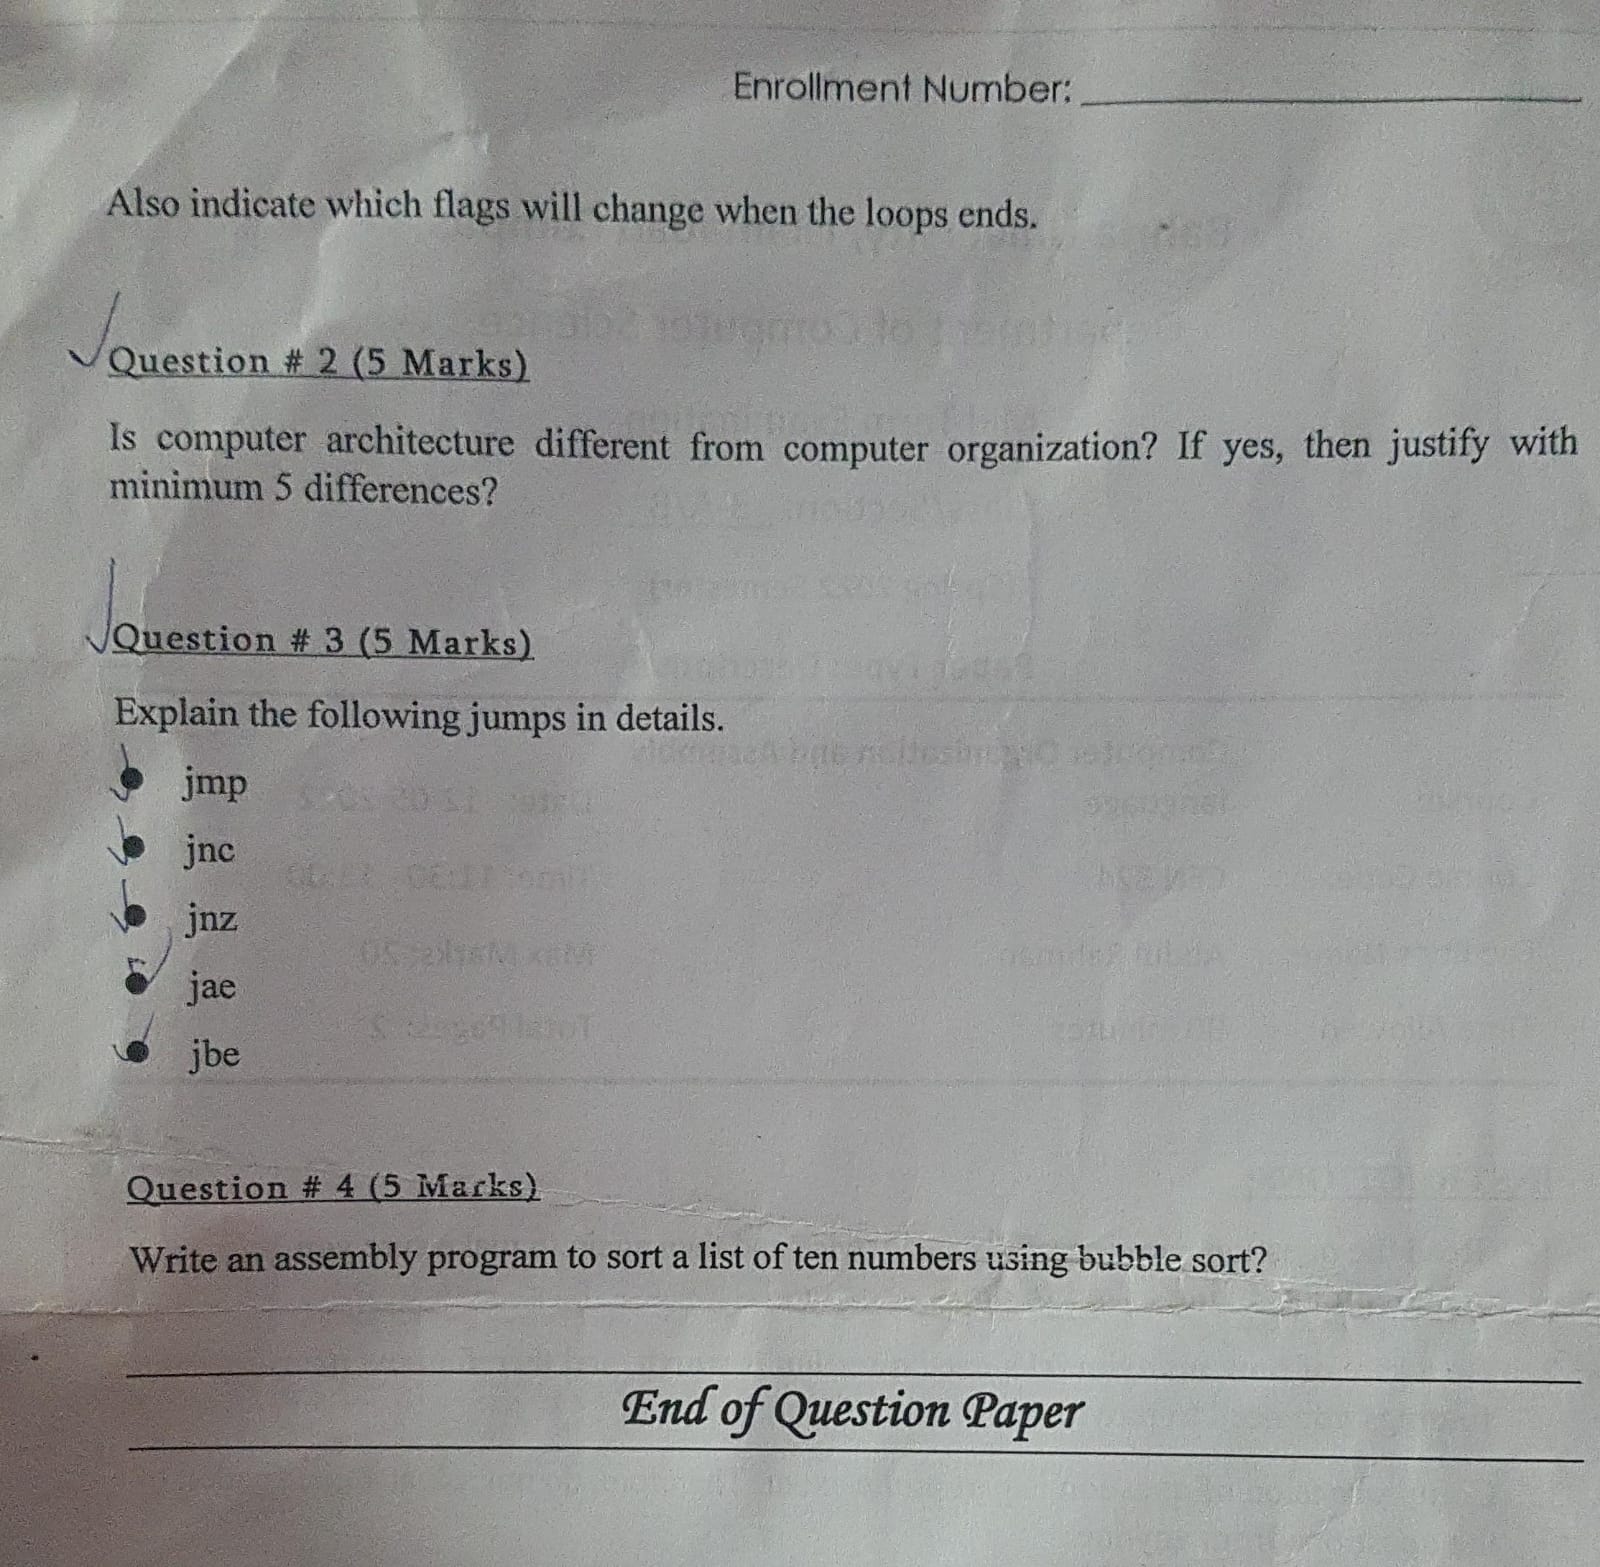 Enrollment Number:
Also indicate which flags will change when the loops ends.
Question # 2 (5 Marks)
Is computer architecture different from computer organization? If yes, then justify with
minimum 5 differences?
Question # 3 (5 Marks)
Explain the following jumps in details.
jmp
jnc
jnz
jae
jbe
Question # 4 (5 Marks)
Write an assembly program to sort a list of ten numbers using bubble sort?
End of Question Paper